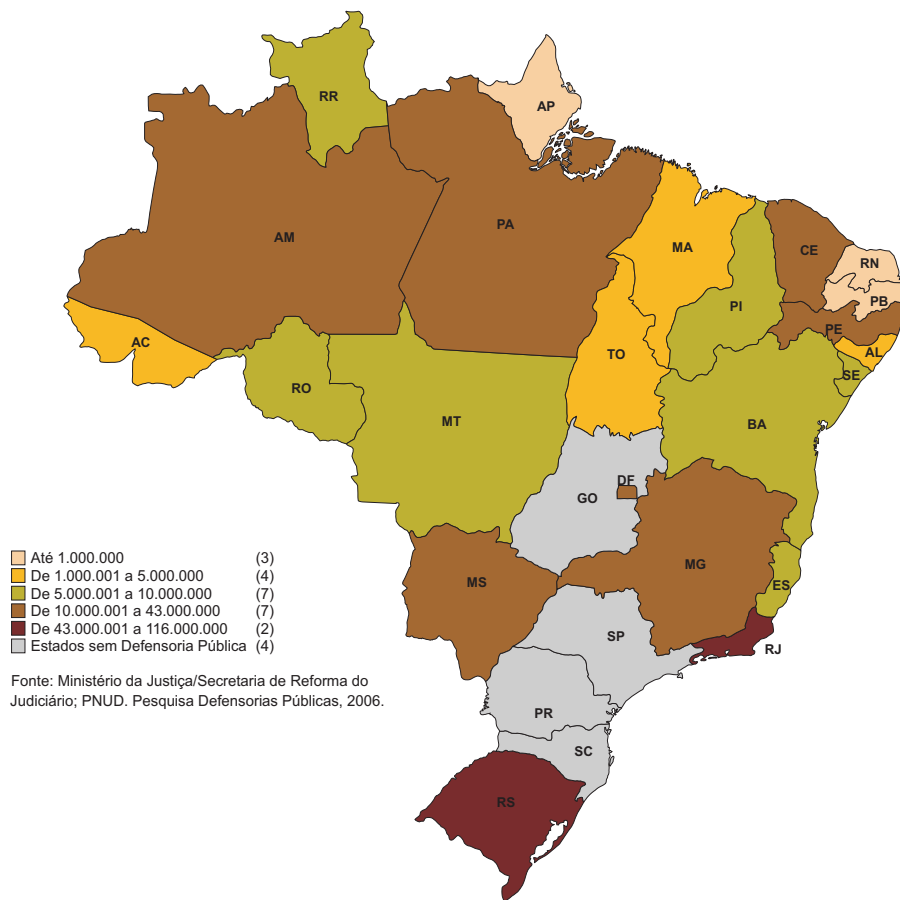 RR
AP
AM
PA
MA
CE
RN
PB
PI
PE
AC
TO
AL
SE
RO
MT
BA
DF
GO
MG
MS
ES
SP
RJ
PR
SC
RS
Até 1.000.000 (3)
De 1.000.001 a 5.000.000 (4)
De 5.000.001 a 10.000.000 (7)
De 10.000.001 a 43.000.000 (7)
De 43.000.001 a 116.000.000 (2)
Estados sem Defensoria Pública (4)
Fonte: Ministério da Justiça/Secretaria de Reforma do
Judiciário; PNUD. Pesquisa Defensorias Públicas, 2006.